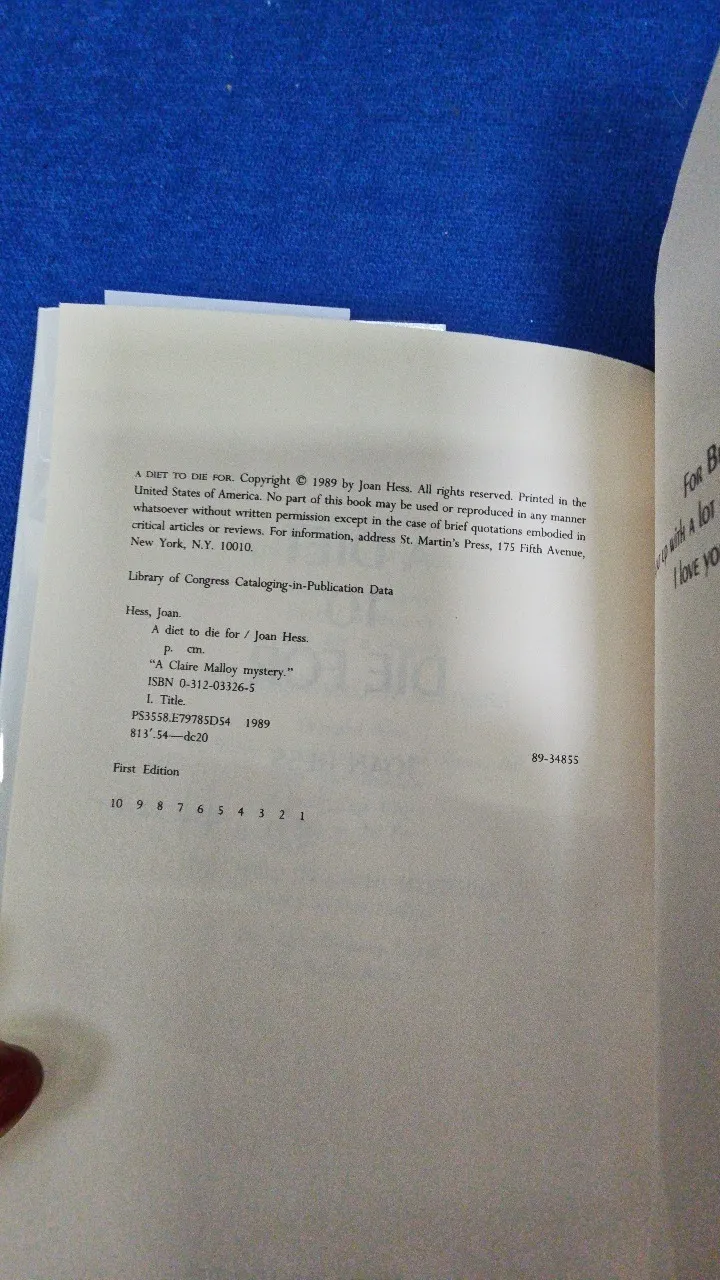 A DIET TO DIE FOR. Copyright © 1989 by Joan Hess. All rights reserved. Printed in the
United States of America. No part of this book may be used or reproduced in any manner
whatsoever without written permission except in the case of brief quotations embodied in
critical articles or reviews. For information, address St. Martin's Press, 175 Fifth Avenue,
New York, N.Y. 10010.
Library of Congress Cataloging-in-Publication Data
Hess, Joan.
A diet to die for / Joan Hess.
p. cm.
"A Claire Malloy mystery."
ISBN 0-312-03326-5
I. Title.
PS3558.E79785D54 1989
813'.54—dc20
89-34855
First Edition
10 9 8 7 6 5 4 3 2 1
FOR
WITH A LOT
I LOVE